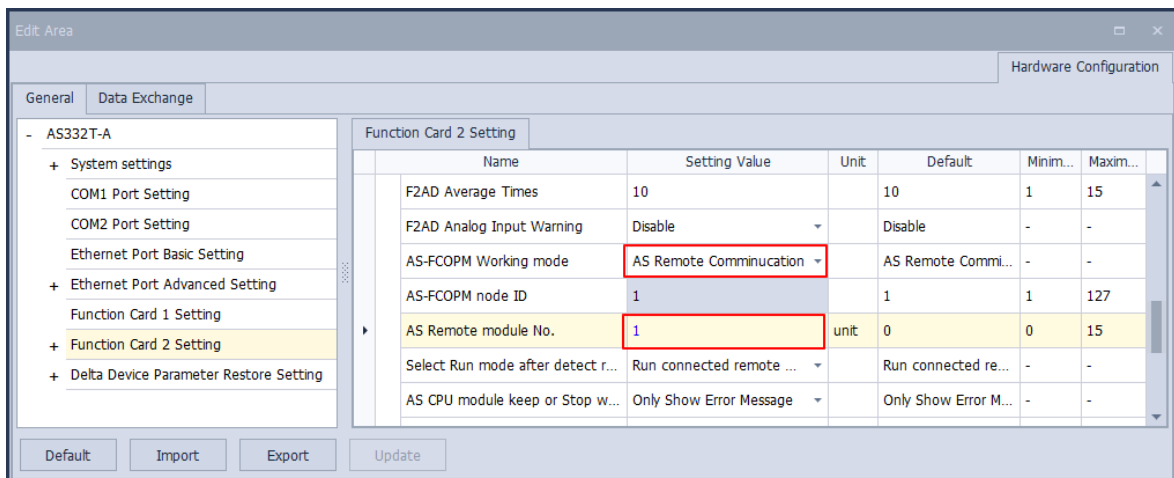 Edit Area
Hardware Configuration
General Data Exchange
- AS332T-A
+ System settings
COM1 Port Setting
COM2 Port Setting
Ethernet Port Basic Setting
+ Ethernet Port Advanced Setting
Function Card 1 Setting
+ Function Card 2 Setting
+ Delta Device Parameter Restore Setting
Function Card 2 Setting
Name Setting Value Unit Default Minim... Maxim...
F2AD Average Times 10 10 1 15
F2AD Analog Input Warning Disable Disable - -
AS-FCOPM Working mode AS Remote Comminucation AS Remote Commi... - -
AS-FCOPM node ID 1 1 1 127
AS Remote module No. 1 unit 0 0 15
Select Run mode after detect r... Run connected remote ... Run connected re... - -
AS CPU module keep or Stop w... Only Show Error Message Only Show Error M... - -
Default Import Export Update